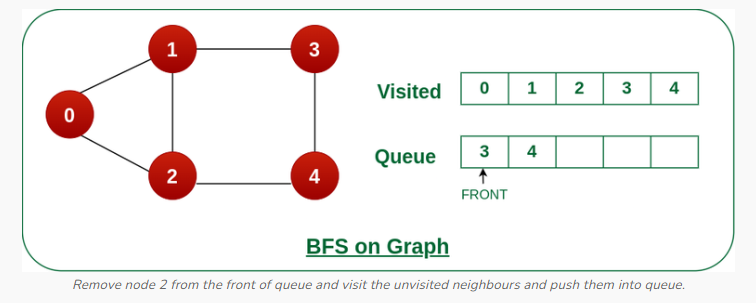 1 3
Visited 0 1 2 3 4
0
Queue 3 4
2 4
FRONT
BFS on Graph
Remove node 2 from the front of queue and visit the unvisited neighbours and push them into queue.